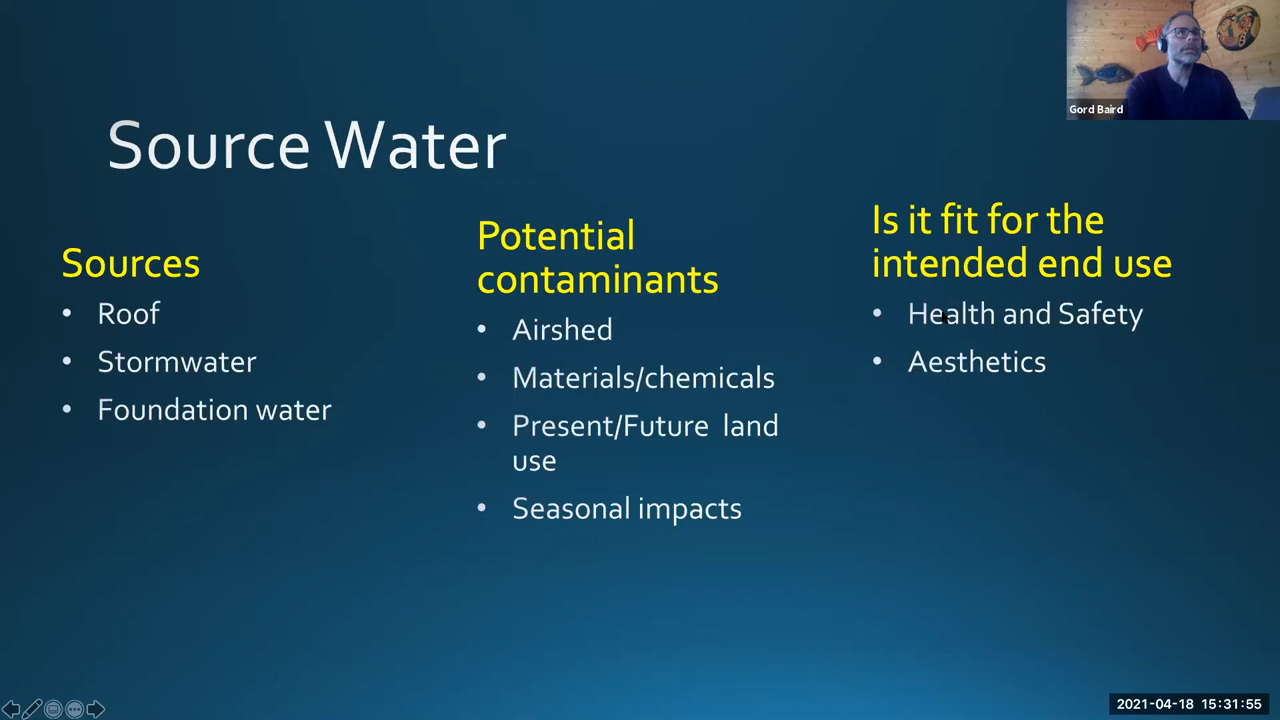 Gord Baird
Source Water
Sources
• Roof
• Stormwater
• Foundation water
Potential
contaminants
• Airshed
• Materials/chemicals
• Present/Future land
use
• Seasonal impacts
Is it fit for the
intended end use
• Health and Safety
• Aesthetics
2021-04-18 15:31:55